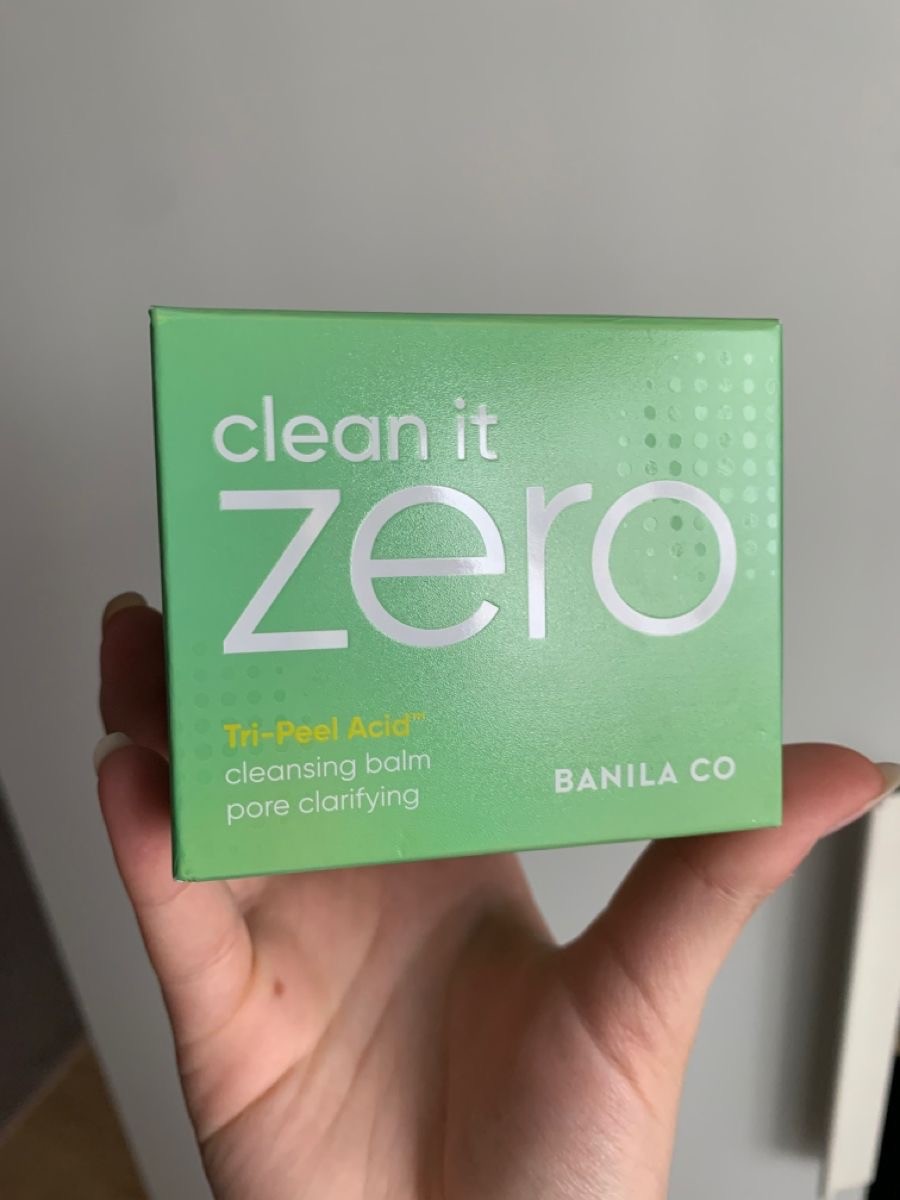 clean it
zero
Tri-Peel Acid™
cleansing balm
pore clarifying
BANILA CO